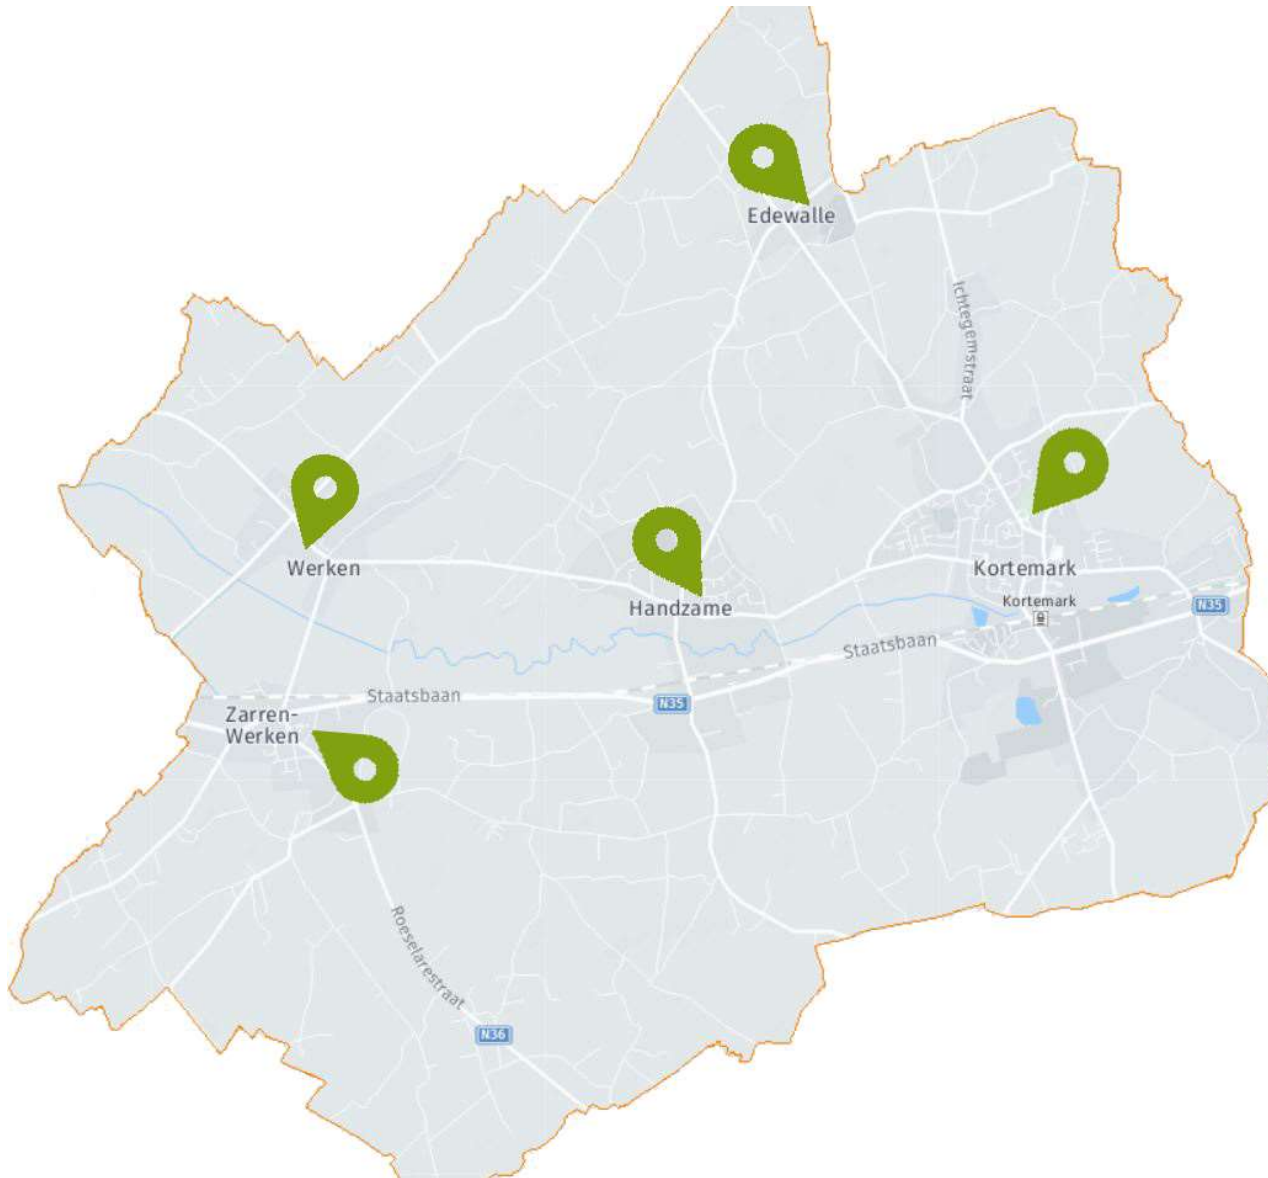 Edewalle
Ichtegemstraat
Werken
Kortemark
Kortemark
N35
Handzame
Staatsbaan
Staatsbaan
N35
Zarren-
Werken
Roeselarestraat
N36